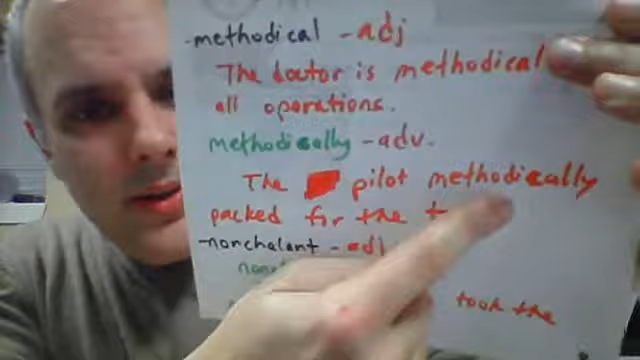 -methodical -adj
The doctor is methodical
all operations.
methodically -adv.
The pilot methodically
packed for the
-nonchalant -adj
took the